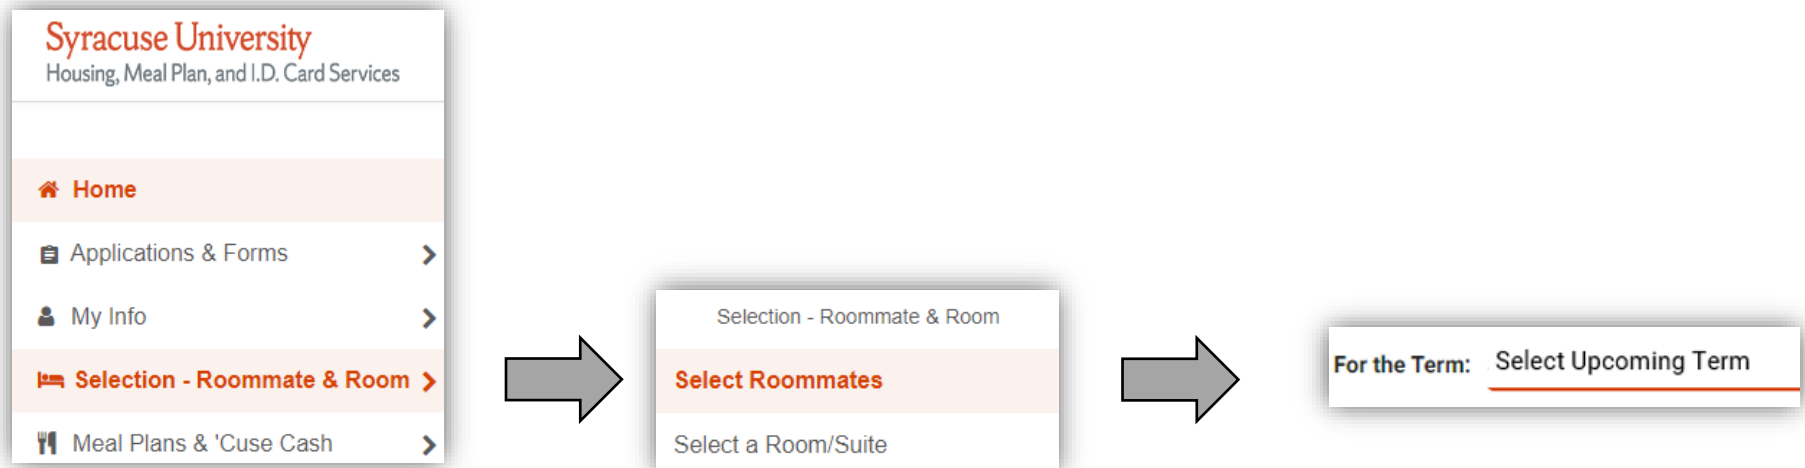 Syracuse University
Housing, Meal Plan, and I.D. Card Services
Home
Applications & Forms
My Info
Selection - Roommate & Room
Meal Plans & 'Cuse Cash
Selection - Roommate & Room
Select Roommates
Select a Room/Suite
For the Term: Select Upcoming Term